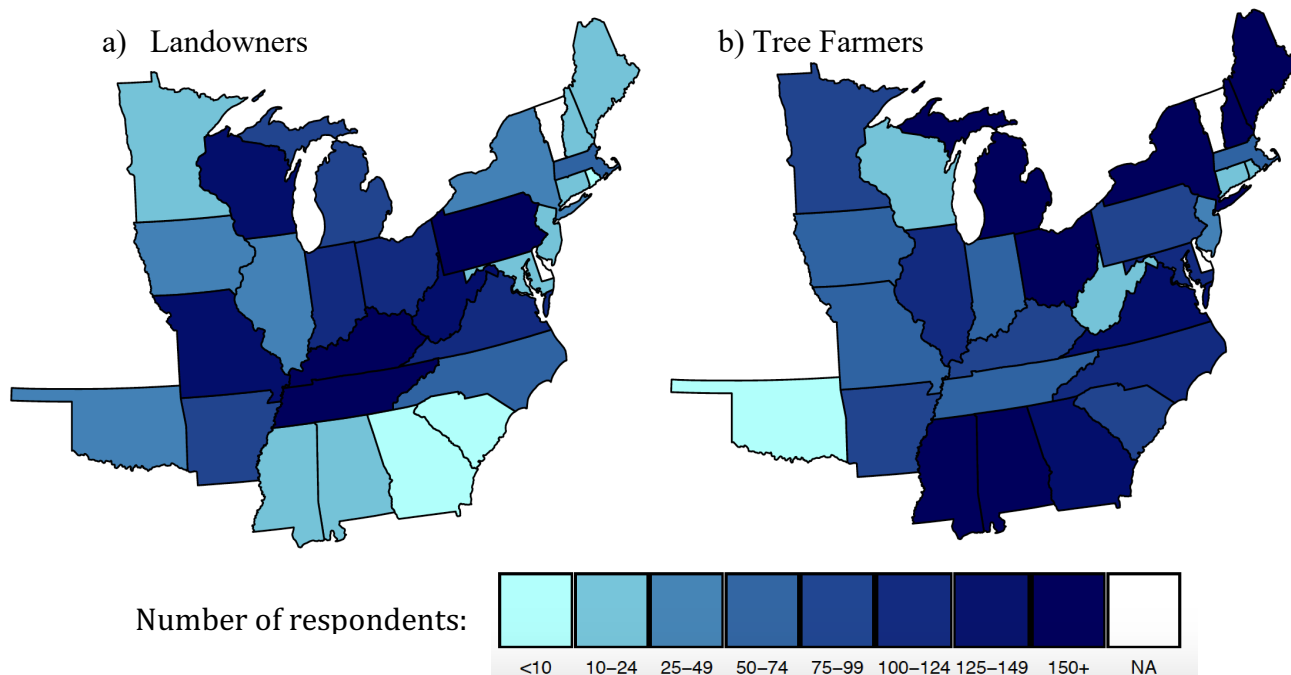 a) Landowners
b) Tree Farmers
Number of respondents:
<10 10–24 25–49 50–74 75–99 100–124 125–149 150+ NA